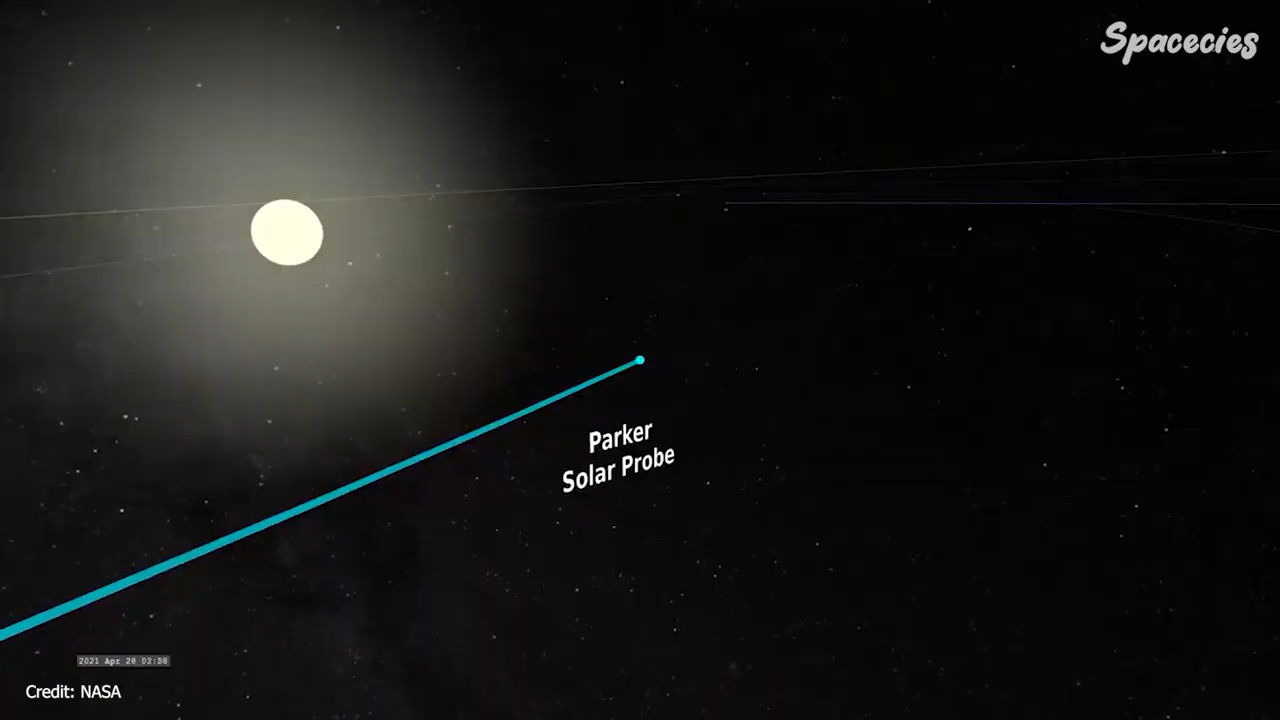 Spacecies
Parker
Solar Probe
2021 Apr 28 02:58
Credit: NASA